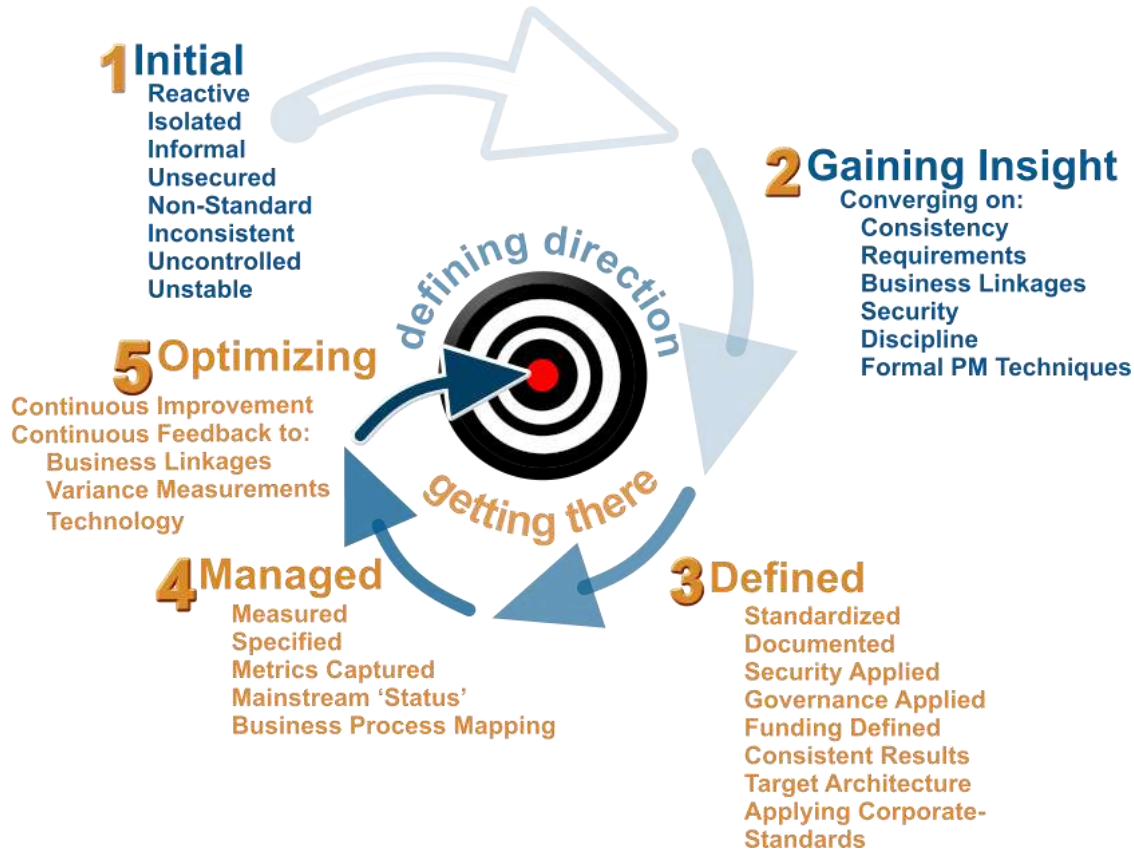 1 Initial
Reactive
Isolated
Informal
Unsecured
Non-Standard
Inconsistent
Uncontrolled
Unstable
2 Gaining Insight
Converging on:
Consistency
Requirements
Business Linkages
Security
Discipline
Formal PM Techniques
defining direction
getting there
3 Defined
Standardized
Documented
Security Applied
Governance Applied
Funding Defined
Consistent Results
Target Architecture
Applying Corporate-
Standards
4 Managed
Measured
Specified
Metrics Captured
Mainstream ‘Status’
Business Process Mapping
5 Optimizing
Continuous Improvement
Continuous Feedback to:
Business Linkages
Variance Measurements
Technology